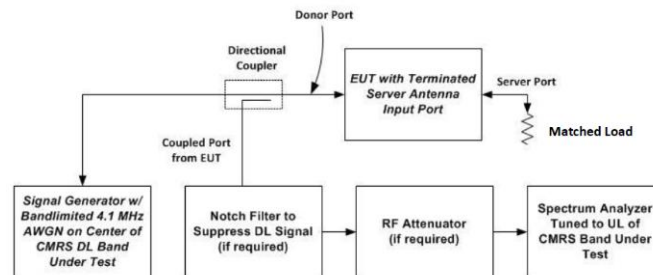 Donor Port
Directional
Coupler
EUT with Terminated
Server Antenna
Input Port
Server Port
Matched Load
Coupled Port
from EUT
Signal Generator w/
Bandlimited 4.1 MHz
AWGN on Center of
CMRS DL Band
Under Test
Notch Filter to
Suppress DL Signal
(if required)
RF Attenuator
(if required)
Spectrum Analyzer
Tuned to UL of
CMRS Band Under
Test